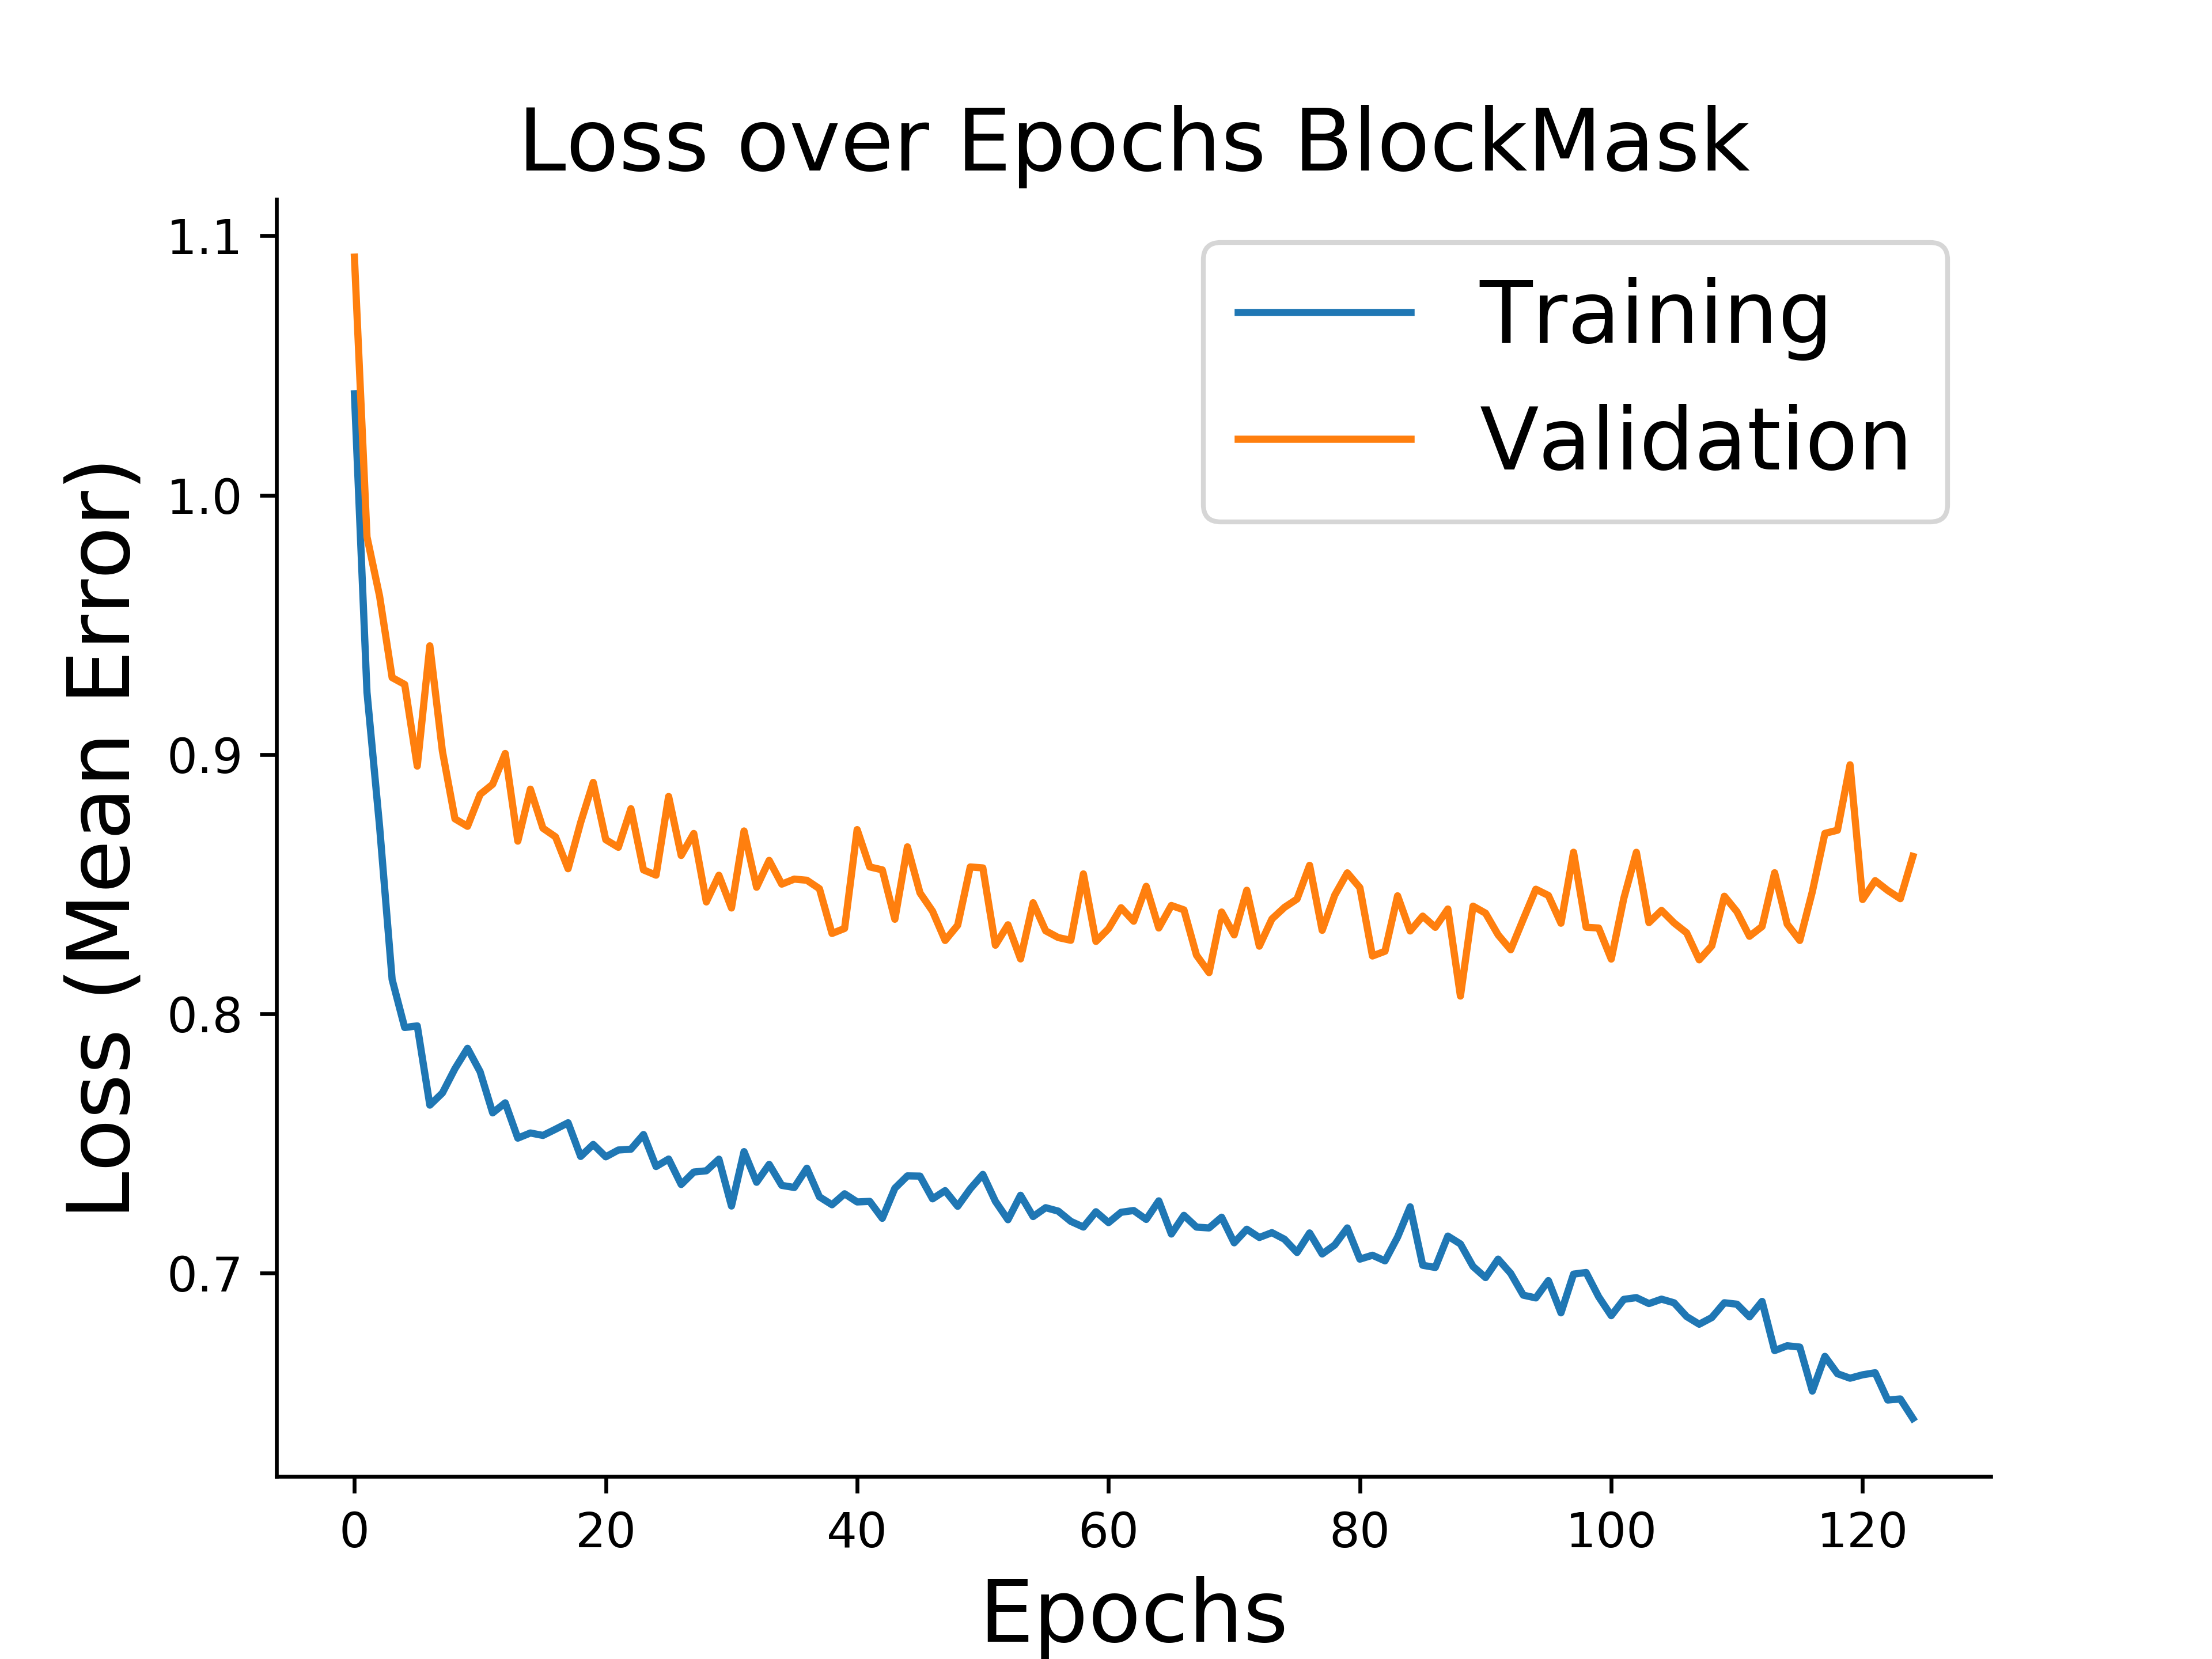 Loss over Epochs BlockMask
Training
Validation
Loss (Mean Error)
1.1
1.0
0.9
0.8
0.7
0 20 40 60 80 100 120
Epochs